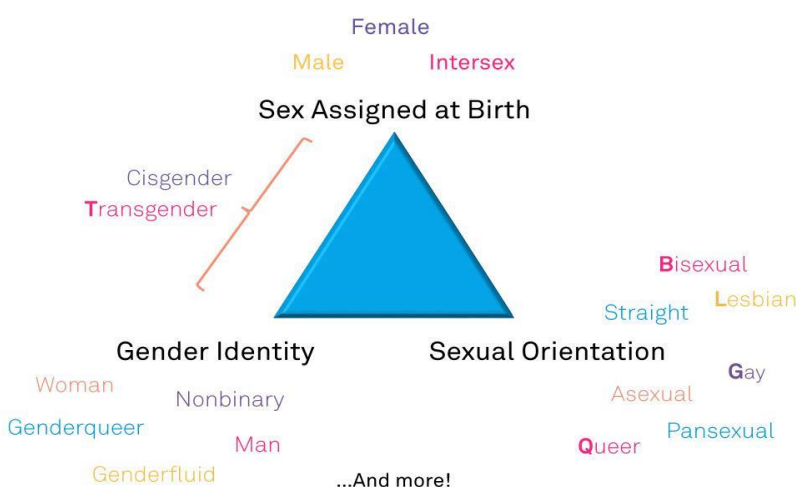 Female
Male
Intersex
Sex Assigned at Birth
Cisgender
Transgender
Bisexual
Lesbian
Straight
Gender Identity
Sexual Orientation
Woman
Nonbinary
Genderqueer
Man
Genderfluid
Gay
Asexual
Pansexual
Queer
...And more!